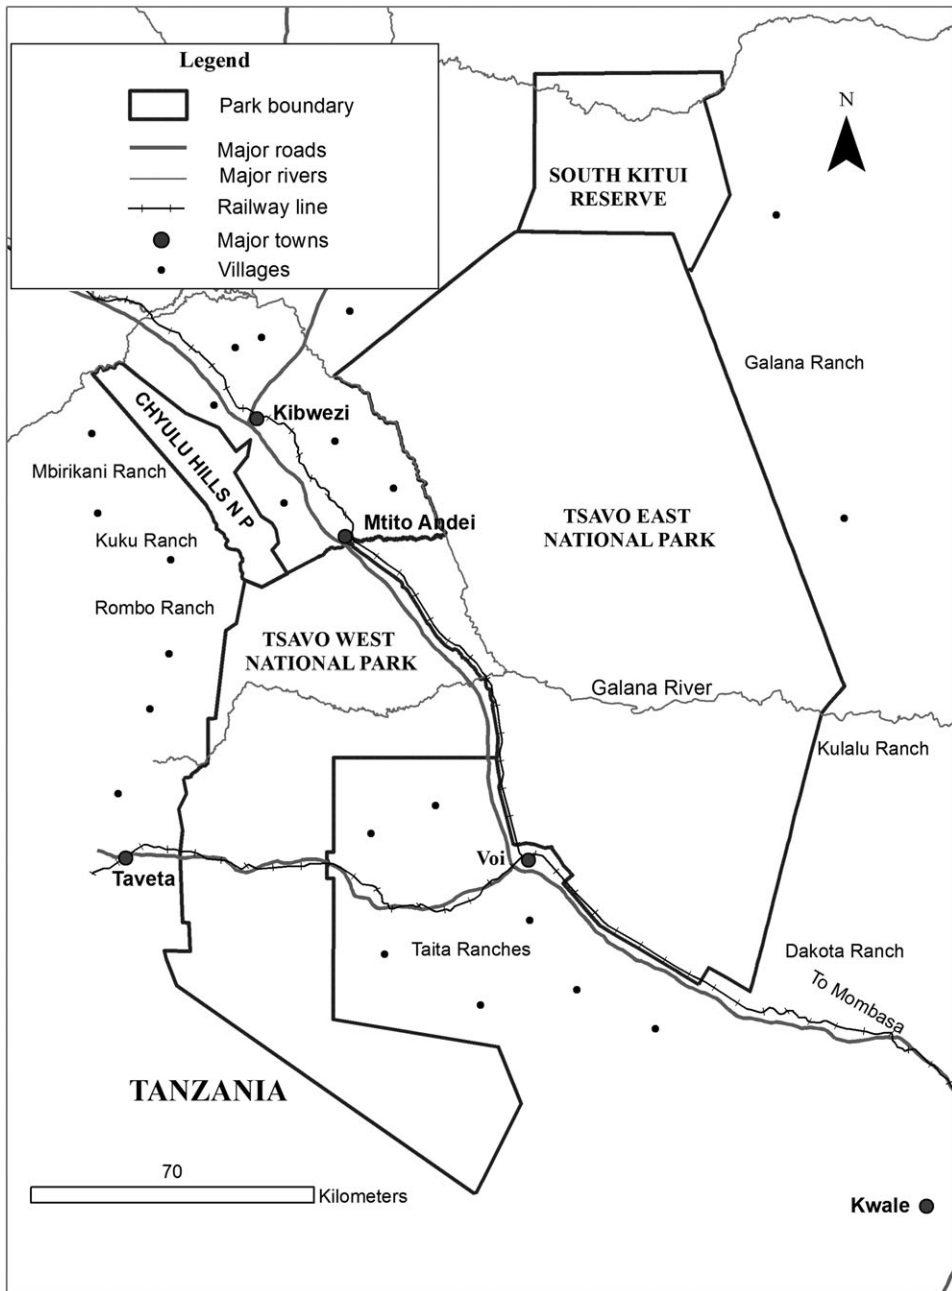 Legend
Park boundary
Major roads
Major rivers
Railway line
Major towns
Villages
N
SOUTH KITUI
RESERVE
Galana Ranch
Kibwezi
CHYULU HILLS N P
Mbirikani Ranch
Mtito Andei
TSAVO EAST
NATIONAL PARK
Kuku Ranch
Rombo Ranch
TSAVO WEST
NATIONAL PARK
Galana River
Kulalu Ranch
Voi
Taveta
Taita Ranches
Dakota Ranch
To Mombasa
TANZANIA
70
Kilometers
Kwale